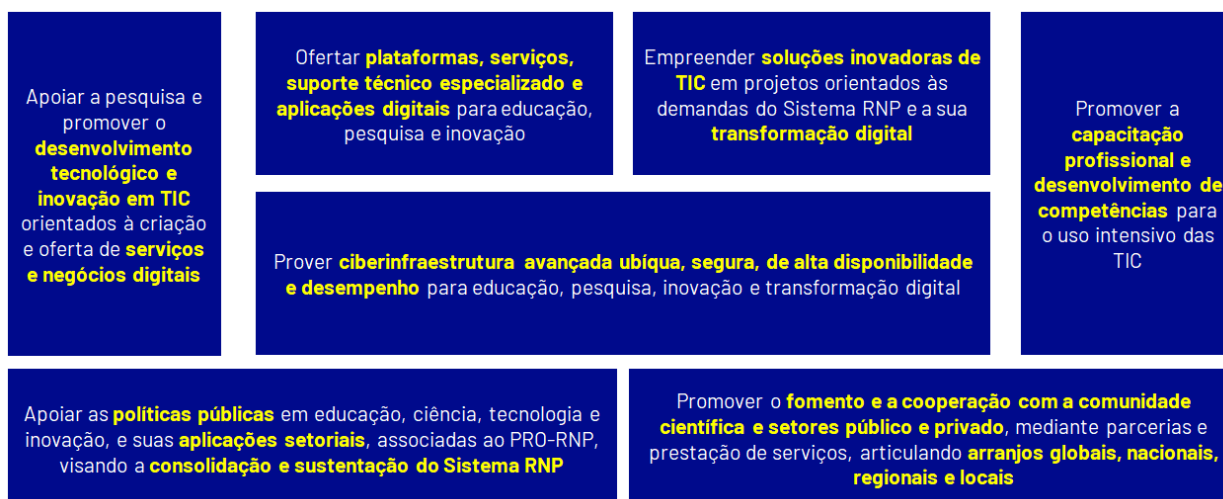 Apoiar a pesquisa e
promover o
desenvolvimento
tecnológico e
inovação em TIC
orientados à criação
e oferta de serviços
e negócios digitais
Ofertar plataformas, serviços,
suporte técnico especializado e
aplicações digitais para educação,
pesquisa e inovação
Empreender soluções inovadoras de
TIC em projetos orientados às
demandas do Sistema RNP e a sua
transformação digital
Promover a
capacitação
profissional e
desenvolvimento de
competências para
o uso intensivo das
TIC
Prover ciberinfraestrutura avançada ubíqua, segura, de alta disponibilidade
e desempenho para educação, pesquisa, inovação e transformação digital
Apoiar as políticas públicas em educação, ciência, tecnologia e
inovação, e suas aplicações setoriais, associadas ao PRO-RNP,
visando a consolidação e sustentação do Sistema RNP
Promover o fomento e a cooperação com a comunidade
científica e setores público e privado, mediante parcerias e
prestação de serviços, articulando arranjos globais, nacionais,
regionais e locais